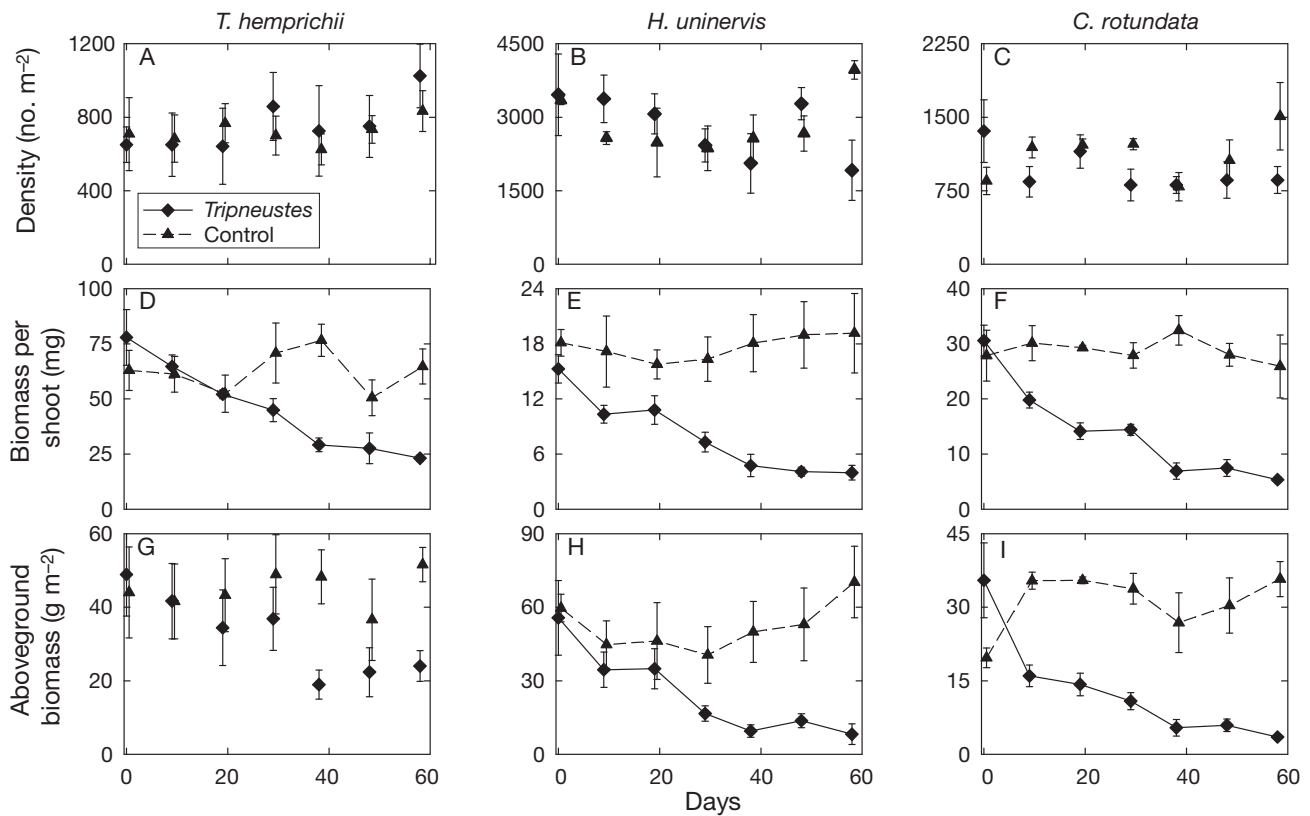 T. hemprichii
H. uninervis
C. rotundata
Density (no. m−2)
1200
800
400
0
A
Tripneustes
Control
4500
3000
1500
0
B
2250
1500
750
0
C
Biomass per
shoot (mg)
100
75
50
25
0
D
24
18
12
6
0
E
40
30
20
10
0
F
Aboveground
biomass (g m−2)
60
40
20
0
G
90
60
30
0
H
45
30
15
0
I
0 20 40 60
0 20 40 60
0 20 40 60
Days